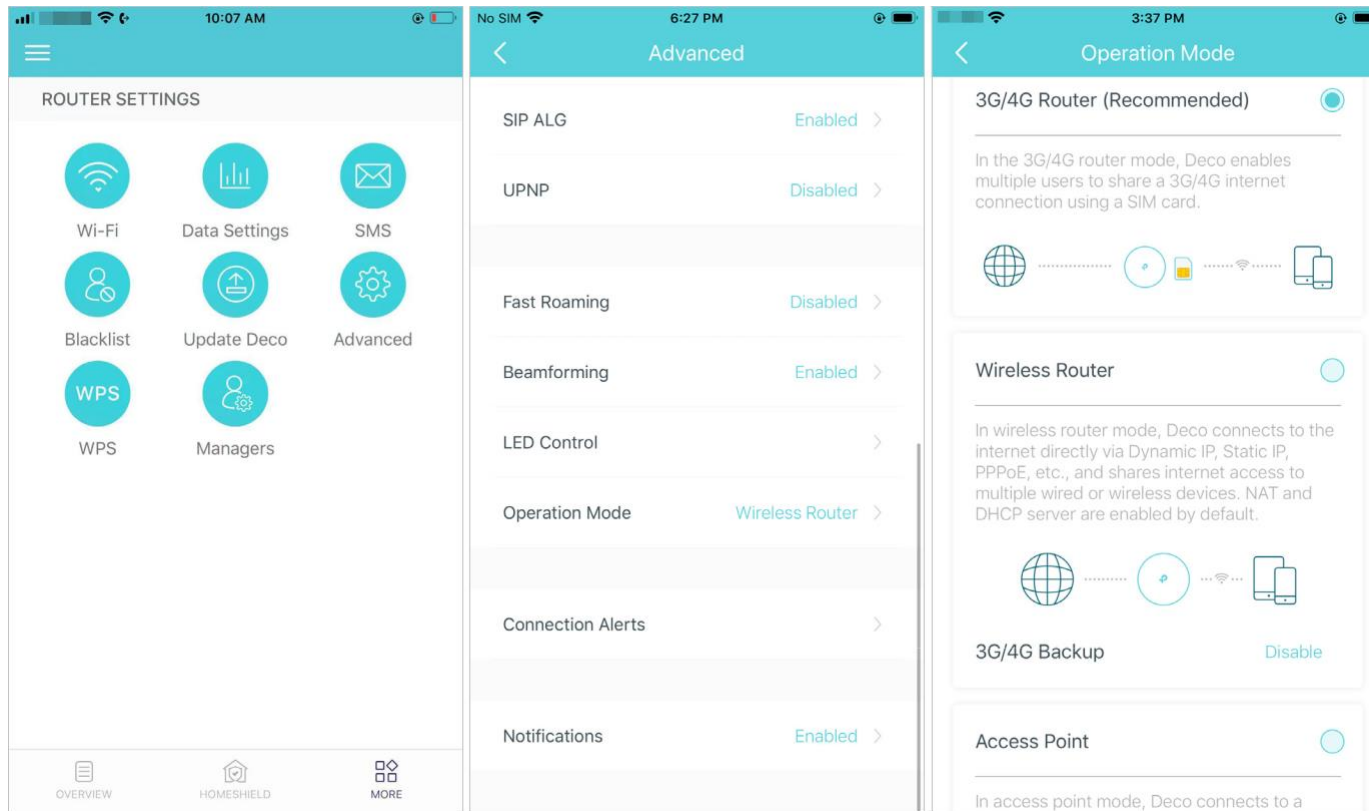 10:07 AM
ROUTER SETTINGS
Wi-Fi
Data Settings
SMS
Blacklist
Update Deco
Advanced
WPS
WPS
Managers
OVERVIEW
HOMESHIELD
MORE
No SIM
6:27 PM
Advanced
SIP ALG
Enabled
UPNP
Disabled
Fast Roaming
Disabled
Beamforming
Enabled
LED Control
Operation Mode
Wireless Router
Connection Alerts
Notifications
Enabled
3:37 PM
Operation Mode
3G/4G Router (Recommended)
In the 3G/4G router mode, Deco enables
multiple users to share a 3G/4G internet
connection using a SIM card.
Wireless Router
In wireless router mode, Deco connects to the
internet directly via Dynamic IP, Static IP,
PPPoE, etc., and shares internet access to
multiple wired or wireless devices. NAT and
DHCP server are enabled by default.
3G/4G Backup
Disable
Access Point
In access point mode, Deco connects to a